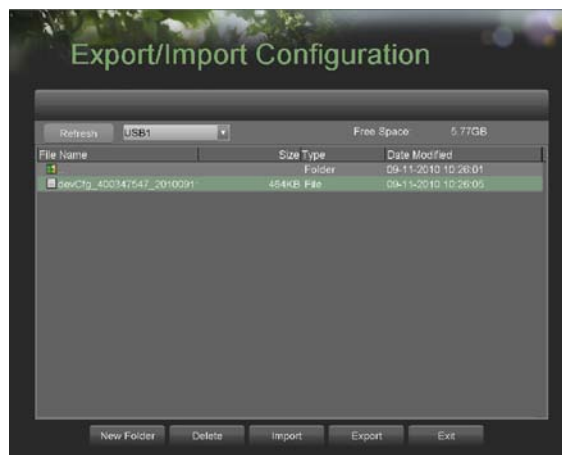 Export/Import Configuration
Refresh USB1 Free Space: 5.77GB
File Name Size Type Date Modified
Folder 09-11-2010 10:26:01
devCfg_400347547_2010091 464KB File 09-11-2010 10:26:05
New Folder Delete Import Export Exit